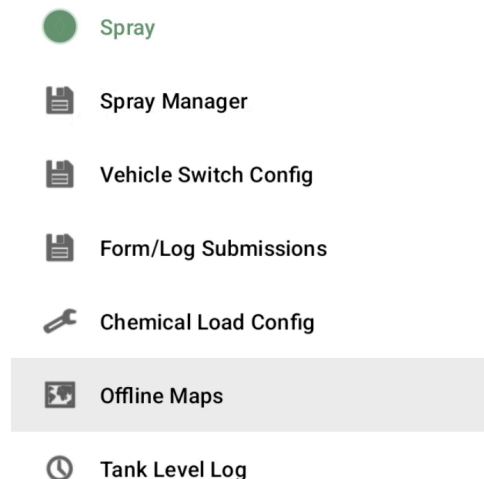 Spray
Spray Manager
Vehicle Switch Config
Form/Log Submissions
Chemical Load Config
Offline Maps
Tank Level Log